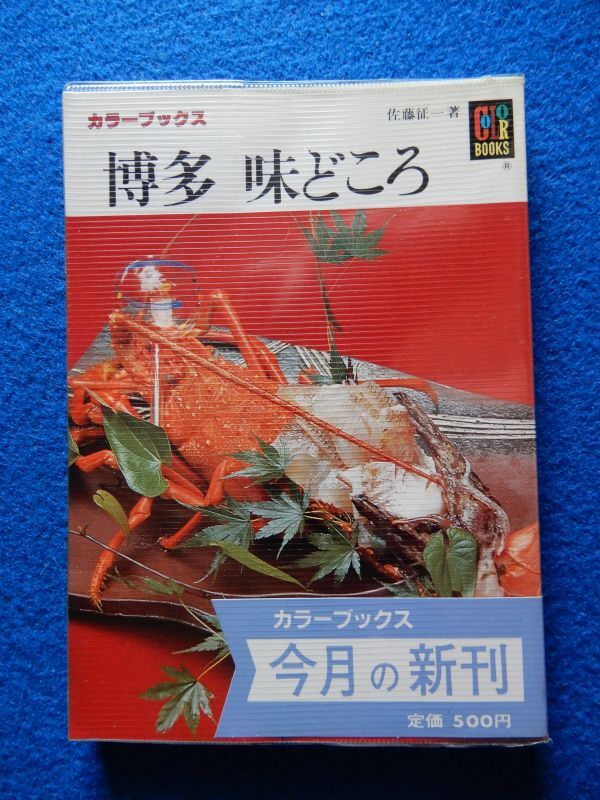 カラーブックス
佐藤征一著
COLOR
BOOKS
®
博多 味どころ
カラーブックス
今月の新刊
定価 500円